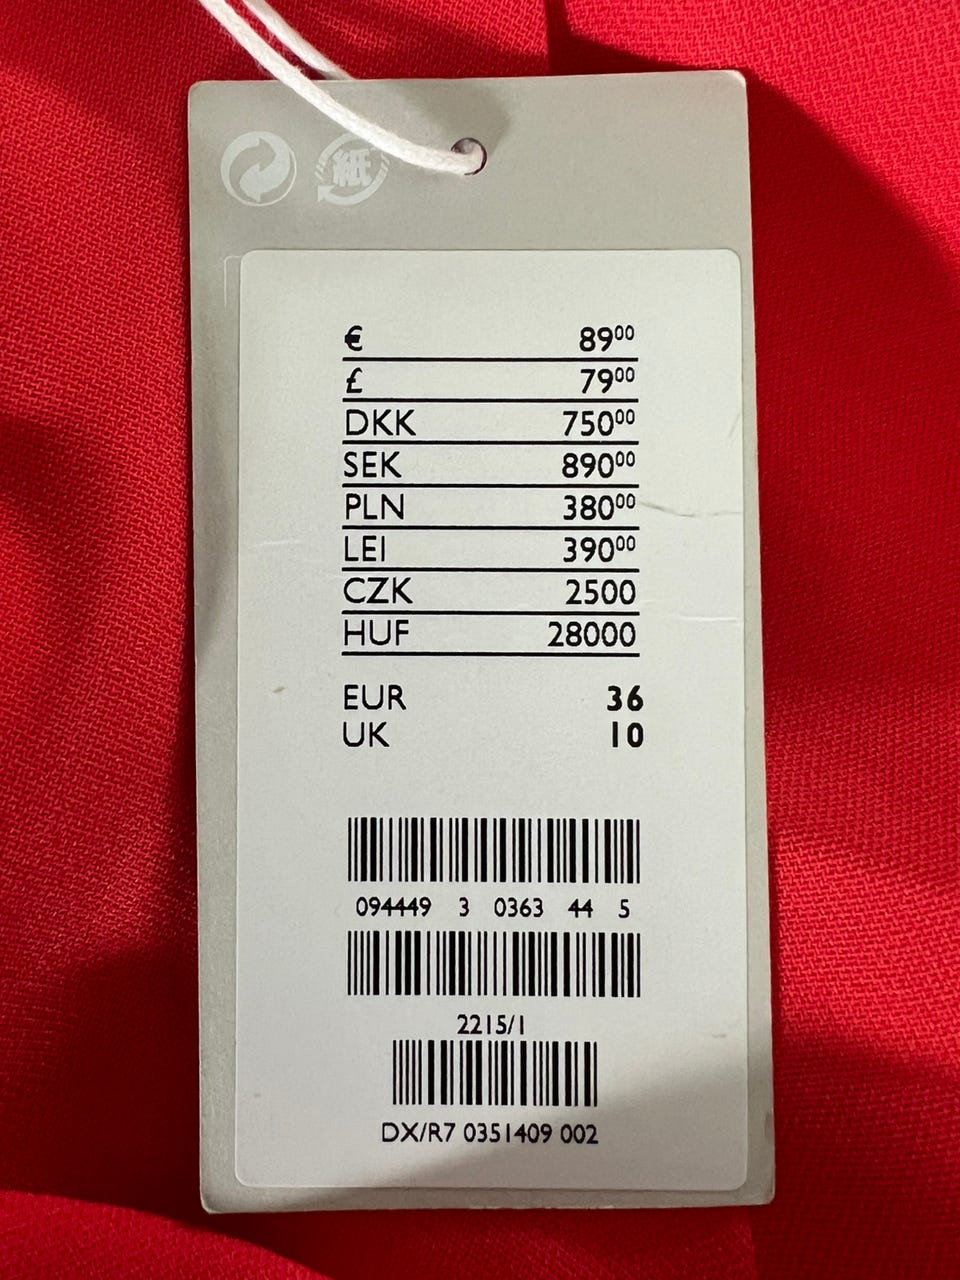 紙
€ 89⁰⁰
£ 79⁰⁰
DKK 750⁰⁰
SEK 890⁰⁰
PLN 380⁰⁰
LEI 390⁰⁰
CZK 2500
HUF 28000
EUR 36
UK 10
094449 3 0363 44 5
2215/1
DX/R7 0351409 002